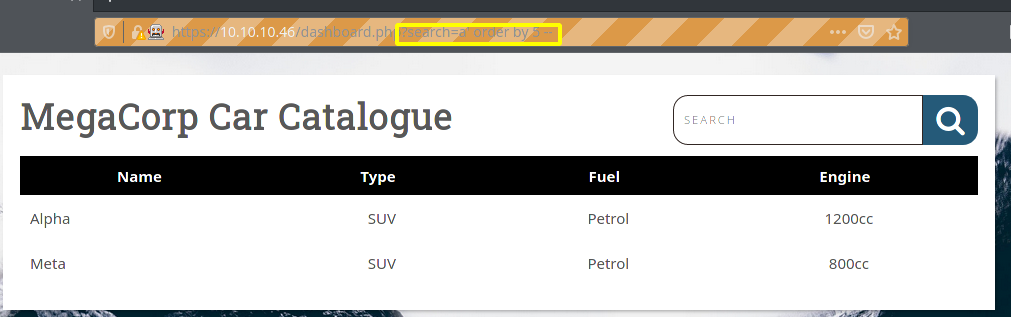 https://10.10.10.46/dashboard.php?search=a' order by 5 --
MegaCorp Car Catalogue
SEARCH
Name Type Fuel Engine
Alpha SUV Petrol 1200cc
Meta SUV Petrol 800cc